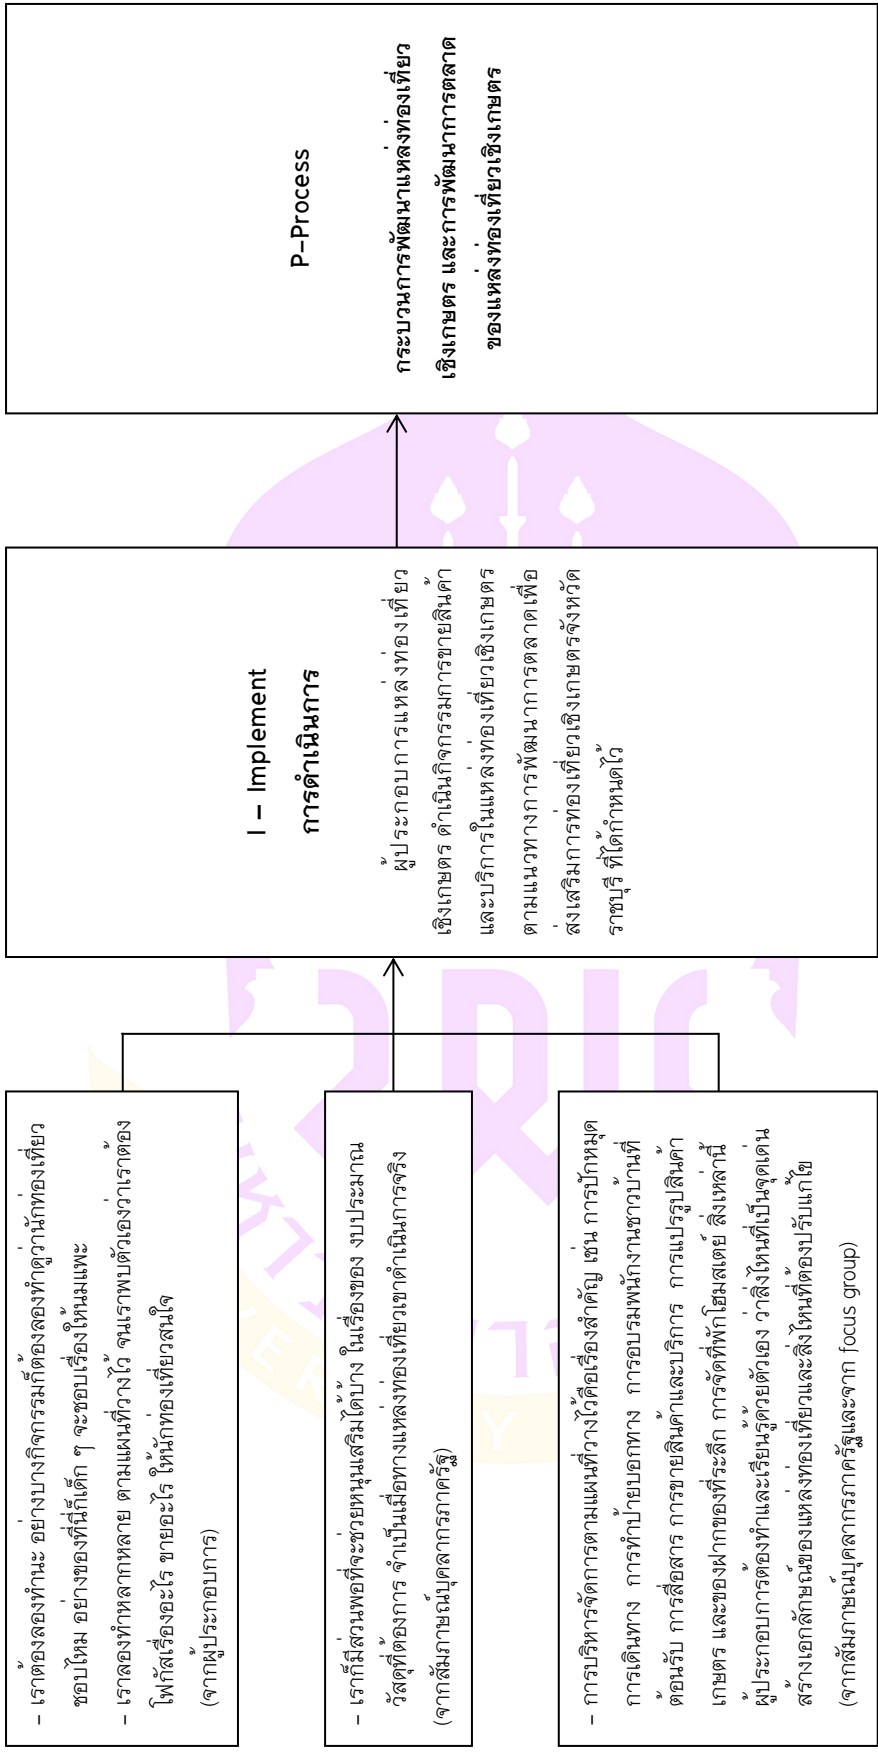 – เราต้องลองทำนะ อย่างบางกิจกรรมก็ต้องลองทำดูว่านักท่องเที่ยว
ชอบไหม อย่างของที่นี่ก็เด็ก ๆ จะชอบเรื่องให้นมแพะ
– เราลองทำหลากหลาย ตามแผนที่วางไว้ จนเราพบตัวเองว่าเราต้อง
โฟกัสเรื่องอะไร ขายอะไร ให้นักท่องเที่ยวสนใจ
(จากผู้ประกอบการ)
– เราก็มีส่วนพอที่จะช่วยหนุนเสริมได้บ้าง ในเรื่องของ งบประมาณ
วัสดุที่ต้องการ จำเป็นเมื่อทางแหล่งท่องเที่ยวเขาดำเนินการจริง
(จากสัมภาษณ์บุคลากรภาครัฐ)
– การบริหารจัดการตามแผนที่วางไว้คือเรื่องสำคัญ เช่น การปักหมุด
การเดินทาง การทำป้ายบอกทาง การอบรมพนักงานชาวบ้านที่
ต้อนรับ การสื่อสาร การขายสินค้าและบริการ การแปรรูปสินค้า
เกษตร และของฝากของที่ระลึก การจัดที่พักโฮมสเตย์ สิ่งเหล่านี้
ผู้ประกอบการต้องทำและเรียนรู้ด้วยตัวเอง ว่าสิ่งไหนที่เป็นจุดเด่น
สร้างเอกลักษณ์ของแหล่งท่องเที่ยวและสิ่งไหนที่ต้องปรับแก้ไข
(จากสัมภาษณ์บุคลากรภาครัฐและจาก focus group)
I – Implement
การดำเนินการ
ผู้ประกอบการแหล่งท่องเที่ยว
เชิงเกษตร ดำเนินกิจกรรมการขายสินค้า
และบริการในแหล่งท่องเที่ยวเชิงเกษตร
ตามแนวทางการพัฒนาการตลาดเพื่อ
ส่งเสริมการท่องเที่ยวเชิงเกษตรจังหวัด
ราชบุรี ที่ได้กำหนดไว้
P–Process
กระบวนการพัฒนาแหล่งท่องเที่ยว
เชิงเกษตร และการพัฒนาการตลาด
ของแหล่งท่องเที่ยวเชิงเกษตร